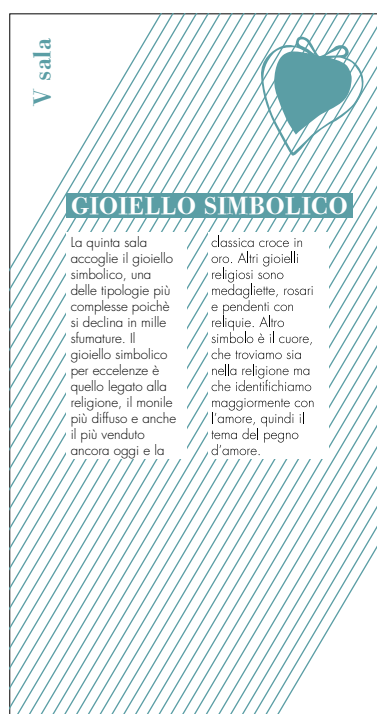 V sala
GIOIELLO SIMBOLICO
La quinta sala
accoglie il gioiello
simbolico, una
delle tipologie più
complesse poichè
si declina in mille
sfumature. Il
gioiello simbolico
per eccelenze è
quello legato alla
religione, il monile
più diffuso e anche
il più venduto
ancora oggi e la
classica croce in
oro. Altri gioielli
religiosi sono
medagliette, rosari
e pendenti con
reliquie. Altro
simbolo è il cuore,
che troviamo sia
nella religione ma
che identifichiamo
maggiormente con
l'amore, quindi il
tema del pegno
d'amore.